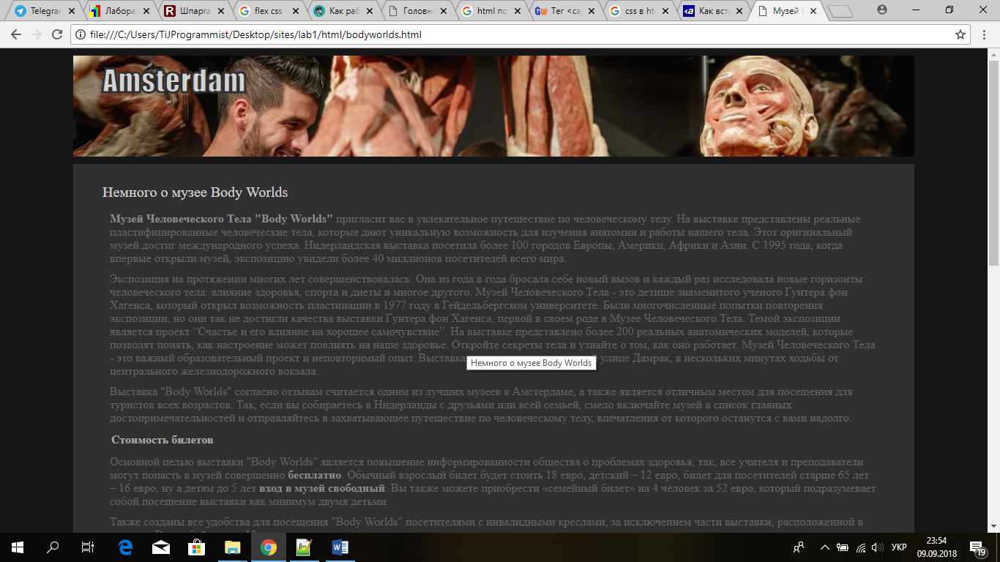 Telegram
Лабора
Шпарга
flex css
Как раб
Головна
html по
Тег <ca
css в ht
Как вста
Музей B
file:///C:/Users/TiJProgrammist/Desktop/sites/lab1/html/bodyworlds.html
Amsterdam
Немного о музее Body Worlds
Музей Человеческого Тела "Body Worlds" пригласит вас в увлекательное путешествие по человеческому телу. На выставке представлены реальные
пластифицированные человеческие тела, которые дают уникальную возможность для изучения анатомии и работы нашего тела. Этот оригинальный
музей достиг международного успеха. Нидерландская выставка посетила более 100 городов Европы, Америки, Африки и Азии. С 1995 года, когда
впервые открыли музей, экспозицию увидели более 40 миллионов посетителей всего мира.
Экспозиция на протяжении многих лет совершенствовалась. Она из года в года бросала себе новый вызов и каждый раз исследовала новые горизонты
человеческого тела: влияние здоровья, спорта и диеты и многое другого. Музей Человеческого Тела - это детище знаменитого ученого Гунтера фон
Хагенса, который открыл возможность пластинации в 1977 году в Гейдельбергском университете. Были многочисленные попытки повторения
экспозиции, но они так не достигли качества выставки Гунтера фон Хагенса, первой в своем роде в Музее Человеческого Тела. Темой экспозиции
является проект “Счастье и его влияние на хорошее самочувствие”. На выставке представлено более 200 реальных анатомических моделей, которые
позволят понять, как настроение может повлиять на наше здоровье. Откройте секреты тела и узнайте о том, как оно работает. Музей Человеческого Тела
- это важный образовательный проект и неповторимый опыт. Выставка улице Дамрак, в нескольких минутах ходьбы от
Немного о музее Body Worlds
центрального железнодорожного вокзала.
Выставка "Body Worlds" согласно отзывам считается одним из лучших музеев в Амстердаме, а также является отличным местом для посещения для
туристов всех возрастов. Так, если вы собираетесь в Нидерланды с друзьями или всей семьей, смело включайте музей в список главных
достопримечательностей и отправляйтесь в захватывающее путешествие по человеческому телу, впечатления от которого останутся с вами надолго.
Стоимость билетов
Основной целью выставки "Body Worlds" является повышение информированности общества о проблемах здоровья, так, все учителя и преподаватели
могут попасть в музей совершенно бесплатно. Обычный взрослый билет будет стоить 18 евро, детский – 12 евро, билет для посетителей старше 65 лет
– 16 евро, ну а детям до 5 лет вход в музей свободный. Вы также можете приобрести «семейный билет» на 4 человек за 52 евро, который подразумевает
собой посещение выставки как минимум двумя детьми.
Также созданы все удобства для посещения "Body Worlds" посетителями с инвалидными креслами, за исключением части выставки, расположенной в
УКР
23:54
09.09.2018
19